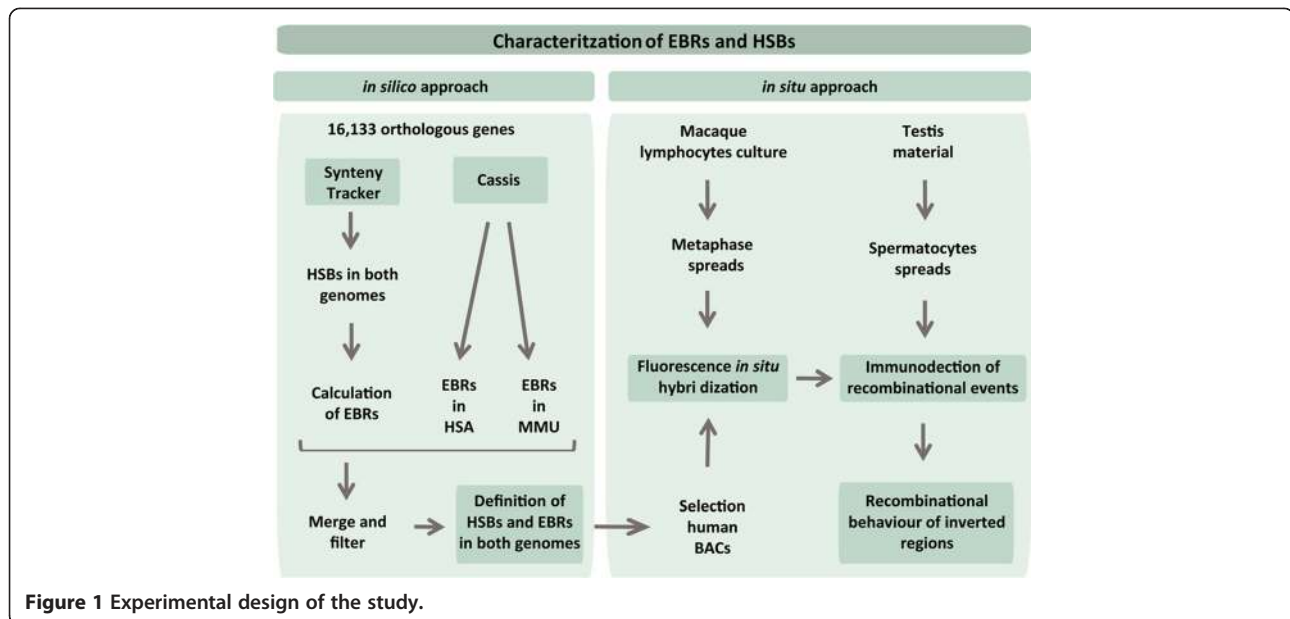 Characteritzation of EBRs and HSBs
in silico approach
16,133 orthologous genes
Synteny
Tracker
Cassis
HSBs in both
genomes
Calculation
of EBRs
EBRs
in
HSA
EBRs
in
MMU
Merge and
filter
Definition of
HSBs and EBRs
in both genomes
in situ approach
Macaque
lymphocytes culture
Testis
material
Metaphase
spreads
Spermatocytes
spreads
Fluorescence in situ
hybri dization
Immunodection of
recombinational events
Selection
human
BACs
Recombinational
behaviour of inverted
regions
Figure 1 Experimental design of the study.